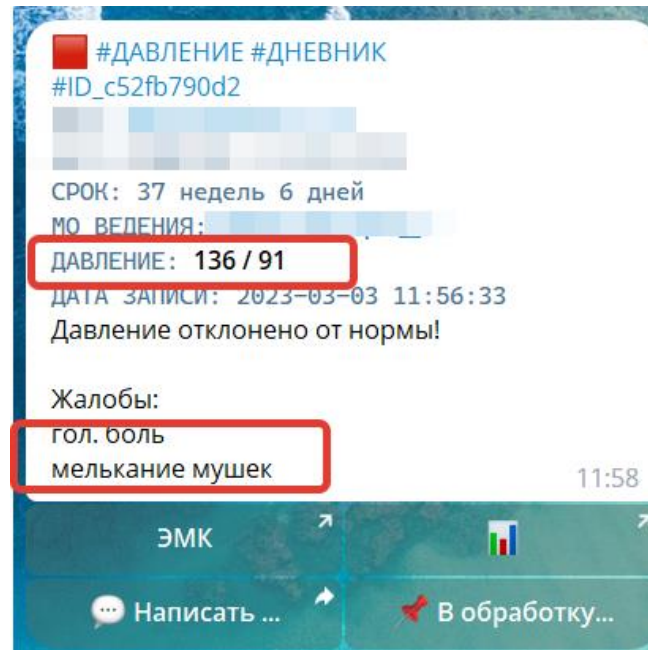 #ДАВЛЕНИЕ #ДНЕВНИК
#ID_c52fb790d2
СРОК: 37 недель 6 дней
МО ВЕДЕНИЯ:
ДАВЛЕНИЕ: 136 / 91
ДАТА ЗАПИСИ: 2023-03-03 11:56:33
Давление отклонено от нормы!
Жалобы:
гол. боль
мелькание мушек
11:58
ЭМК
Написать ...
В обработку...